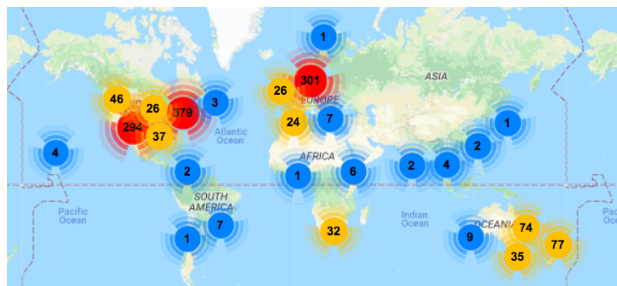 1
ASIA
301
EUROPE
26
46
26
379
3
294
37
24
7
1
Atlantic
Ocean
2
4
AFRICA
2
1
6
2
4
SOUTH
AMERICA
Pacific
Ocean
7
1
32
Indian
Ocean
OCEANIA
9
74
77
35
Pac
Oc